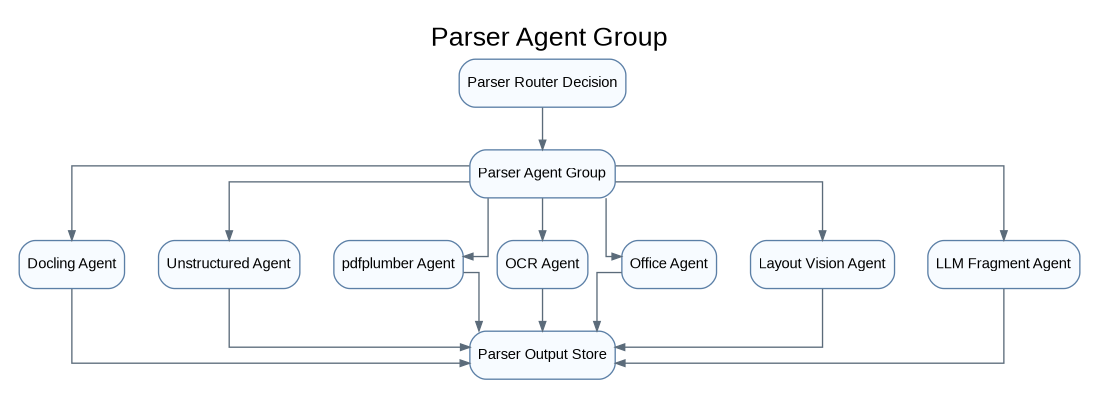 Parser Agent Group
Parser Router Decision
Parser Agent Group
Docling Agent
Unstructured Agent
pdfplumber Agent
OCR Agent
Office Agent
Layout Vision Agent
LLM Fragment Agent
Parser Output Store